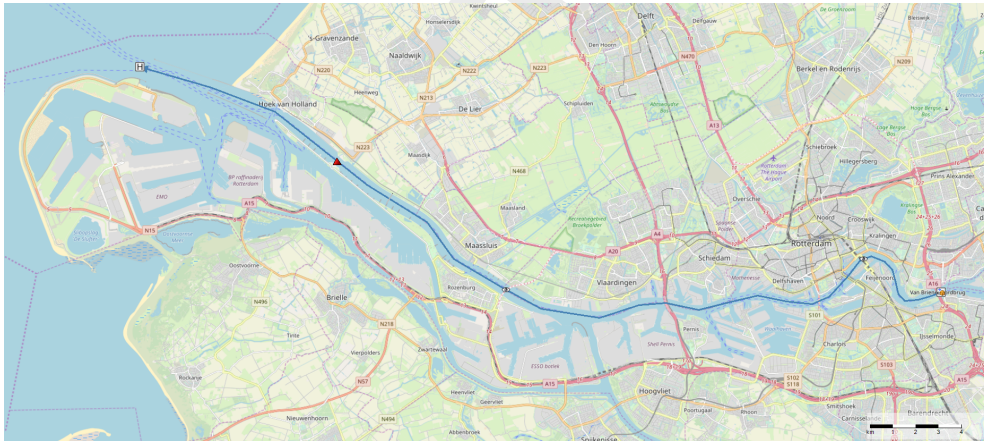 Kwintsheul
De Groenzoom
Honselersdijk
Delft
Delfgauw
Bleiswijk
's-Gravenzande
Den Hoorn
Naaldwijk
N470
N209
N220
N222
N223
Berkel en Rodenrijs
Heenweg
N213
Hoek van Holland
De Lier
Schipluiden
A13
N223
Schiebroek
Maasdijk
Hillegersberg
N468
Rotterdam
The Hague
Airport
Prins Alexander
BP raffinaderij
Rotterdam
EMO
A15
Maasland
Overschie
Noord
Crooswijk
N15
A4
Kralingen
Maassluis
A20
Rotterdam
Schiedam
Oostvoorne
Vlaardingen
Delfshaven
Feijenoord
A16
Rozenburg
Brielle
N496
S101
N218
Pernis
Charlois
IJsselmonde
Tinte
Shell Pernis
Zwartewaal
Vierpolders
ESSO botlek
S103
Rockanje
N57
A15
S102
S118
A15
Heenvliet
Hoogvliet
Geervliet
Smitshoek
Barendrecht
Nieuwenhoorn
N494
Poortugaal
Rhoon
Carnisselande
Abbenbroek
Spijkenisse
km 1 2 3 4